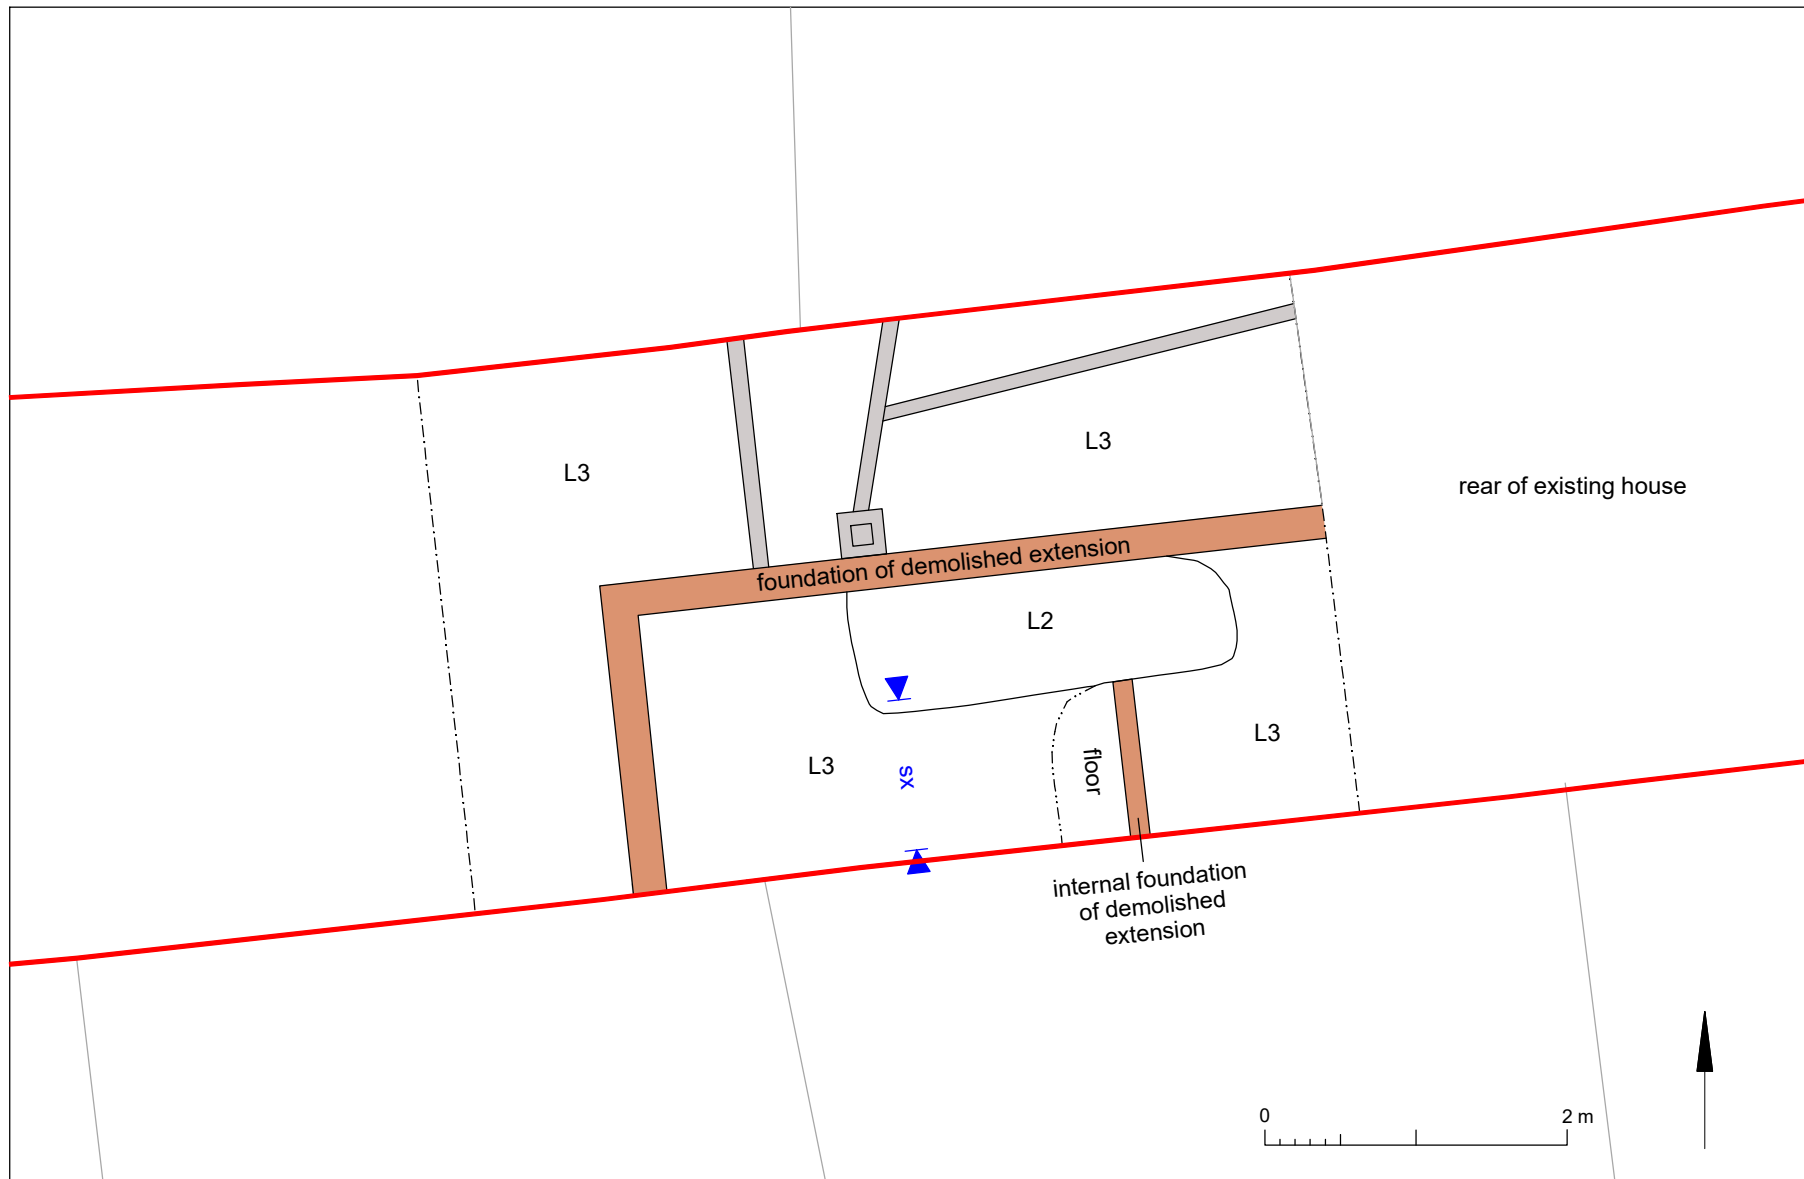 L3
L3
rear of existing house
foundation of demolished extension
L2
L3
L3
sx
floor
internal foundation
of demolished
extension
0
2 m